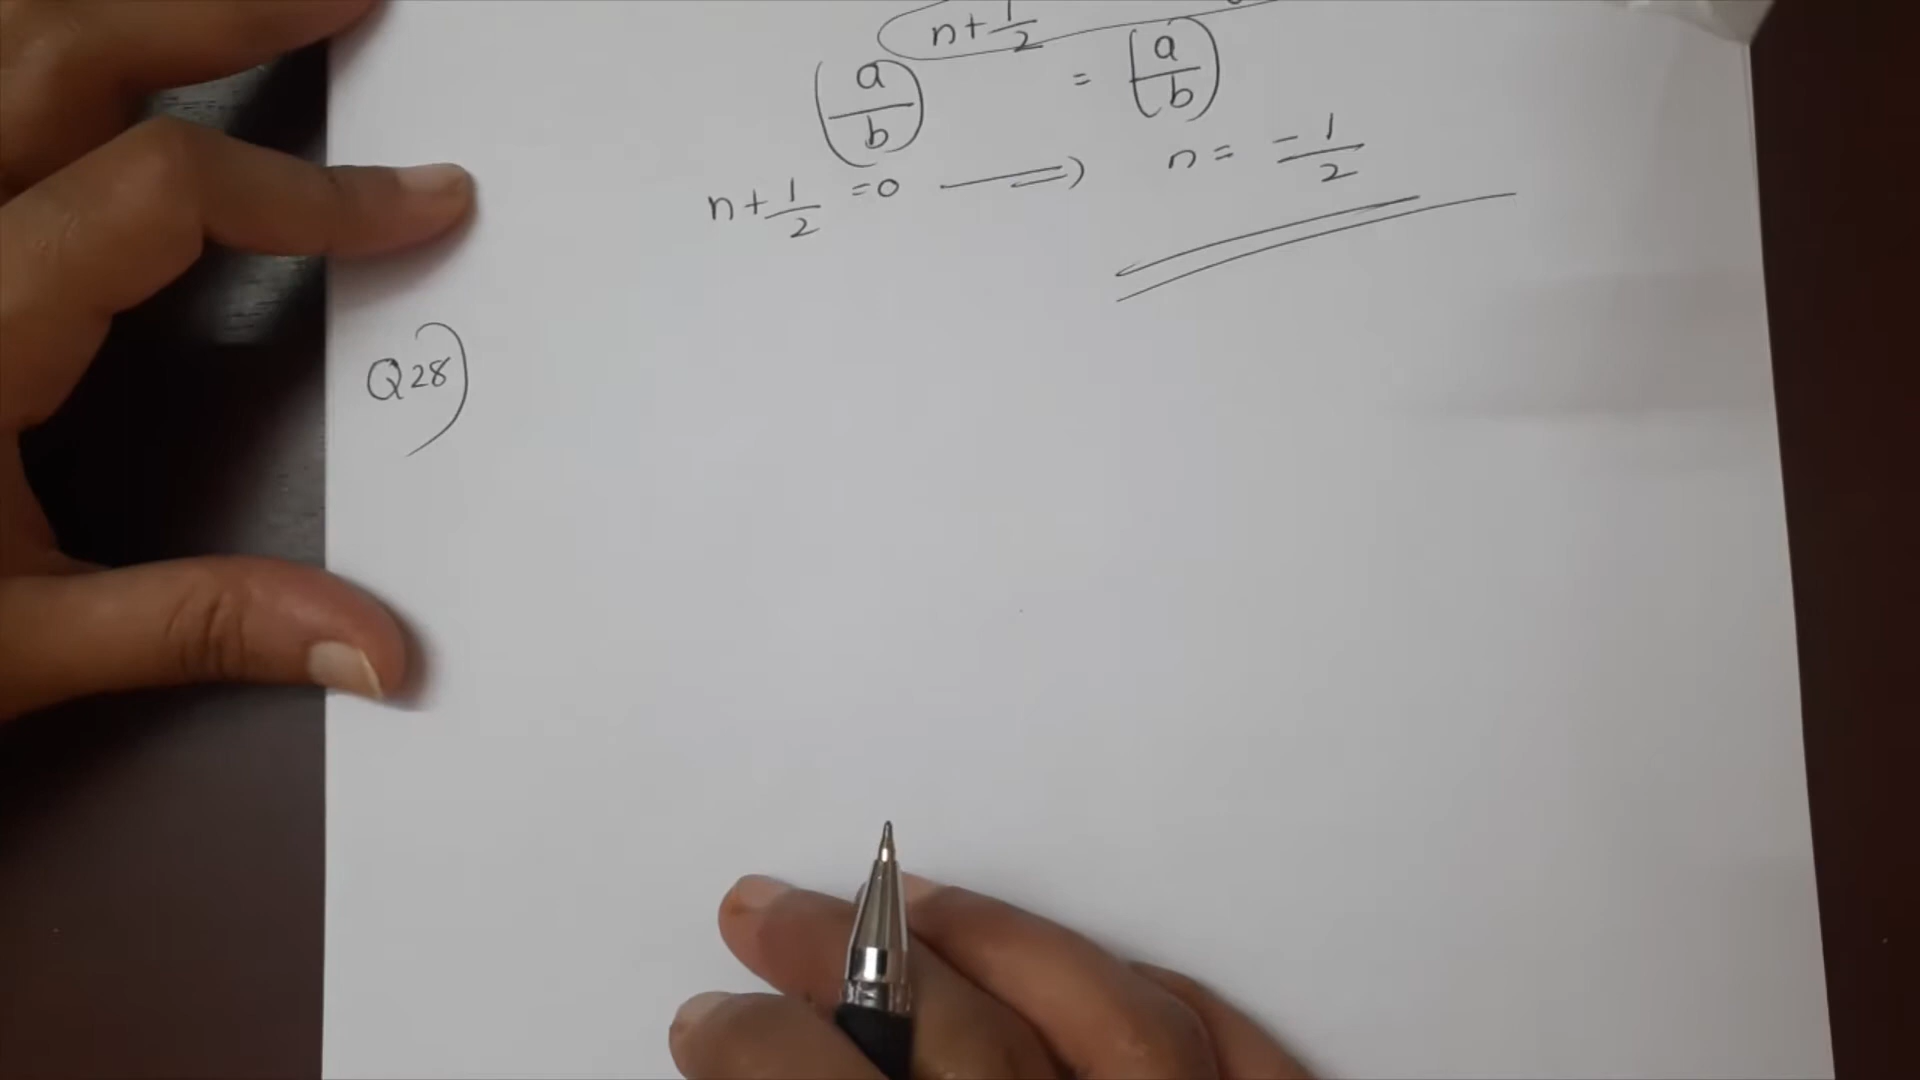 (a/b)^n+1/2 = (a/b)
n+1/2 =0 ⟹ n= -1/2
Q28)